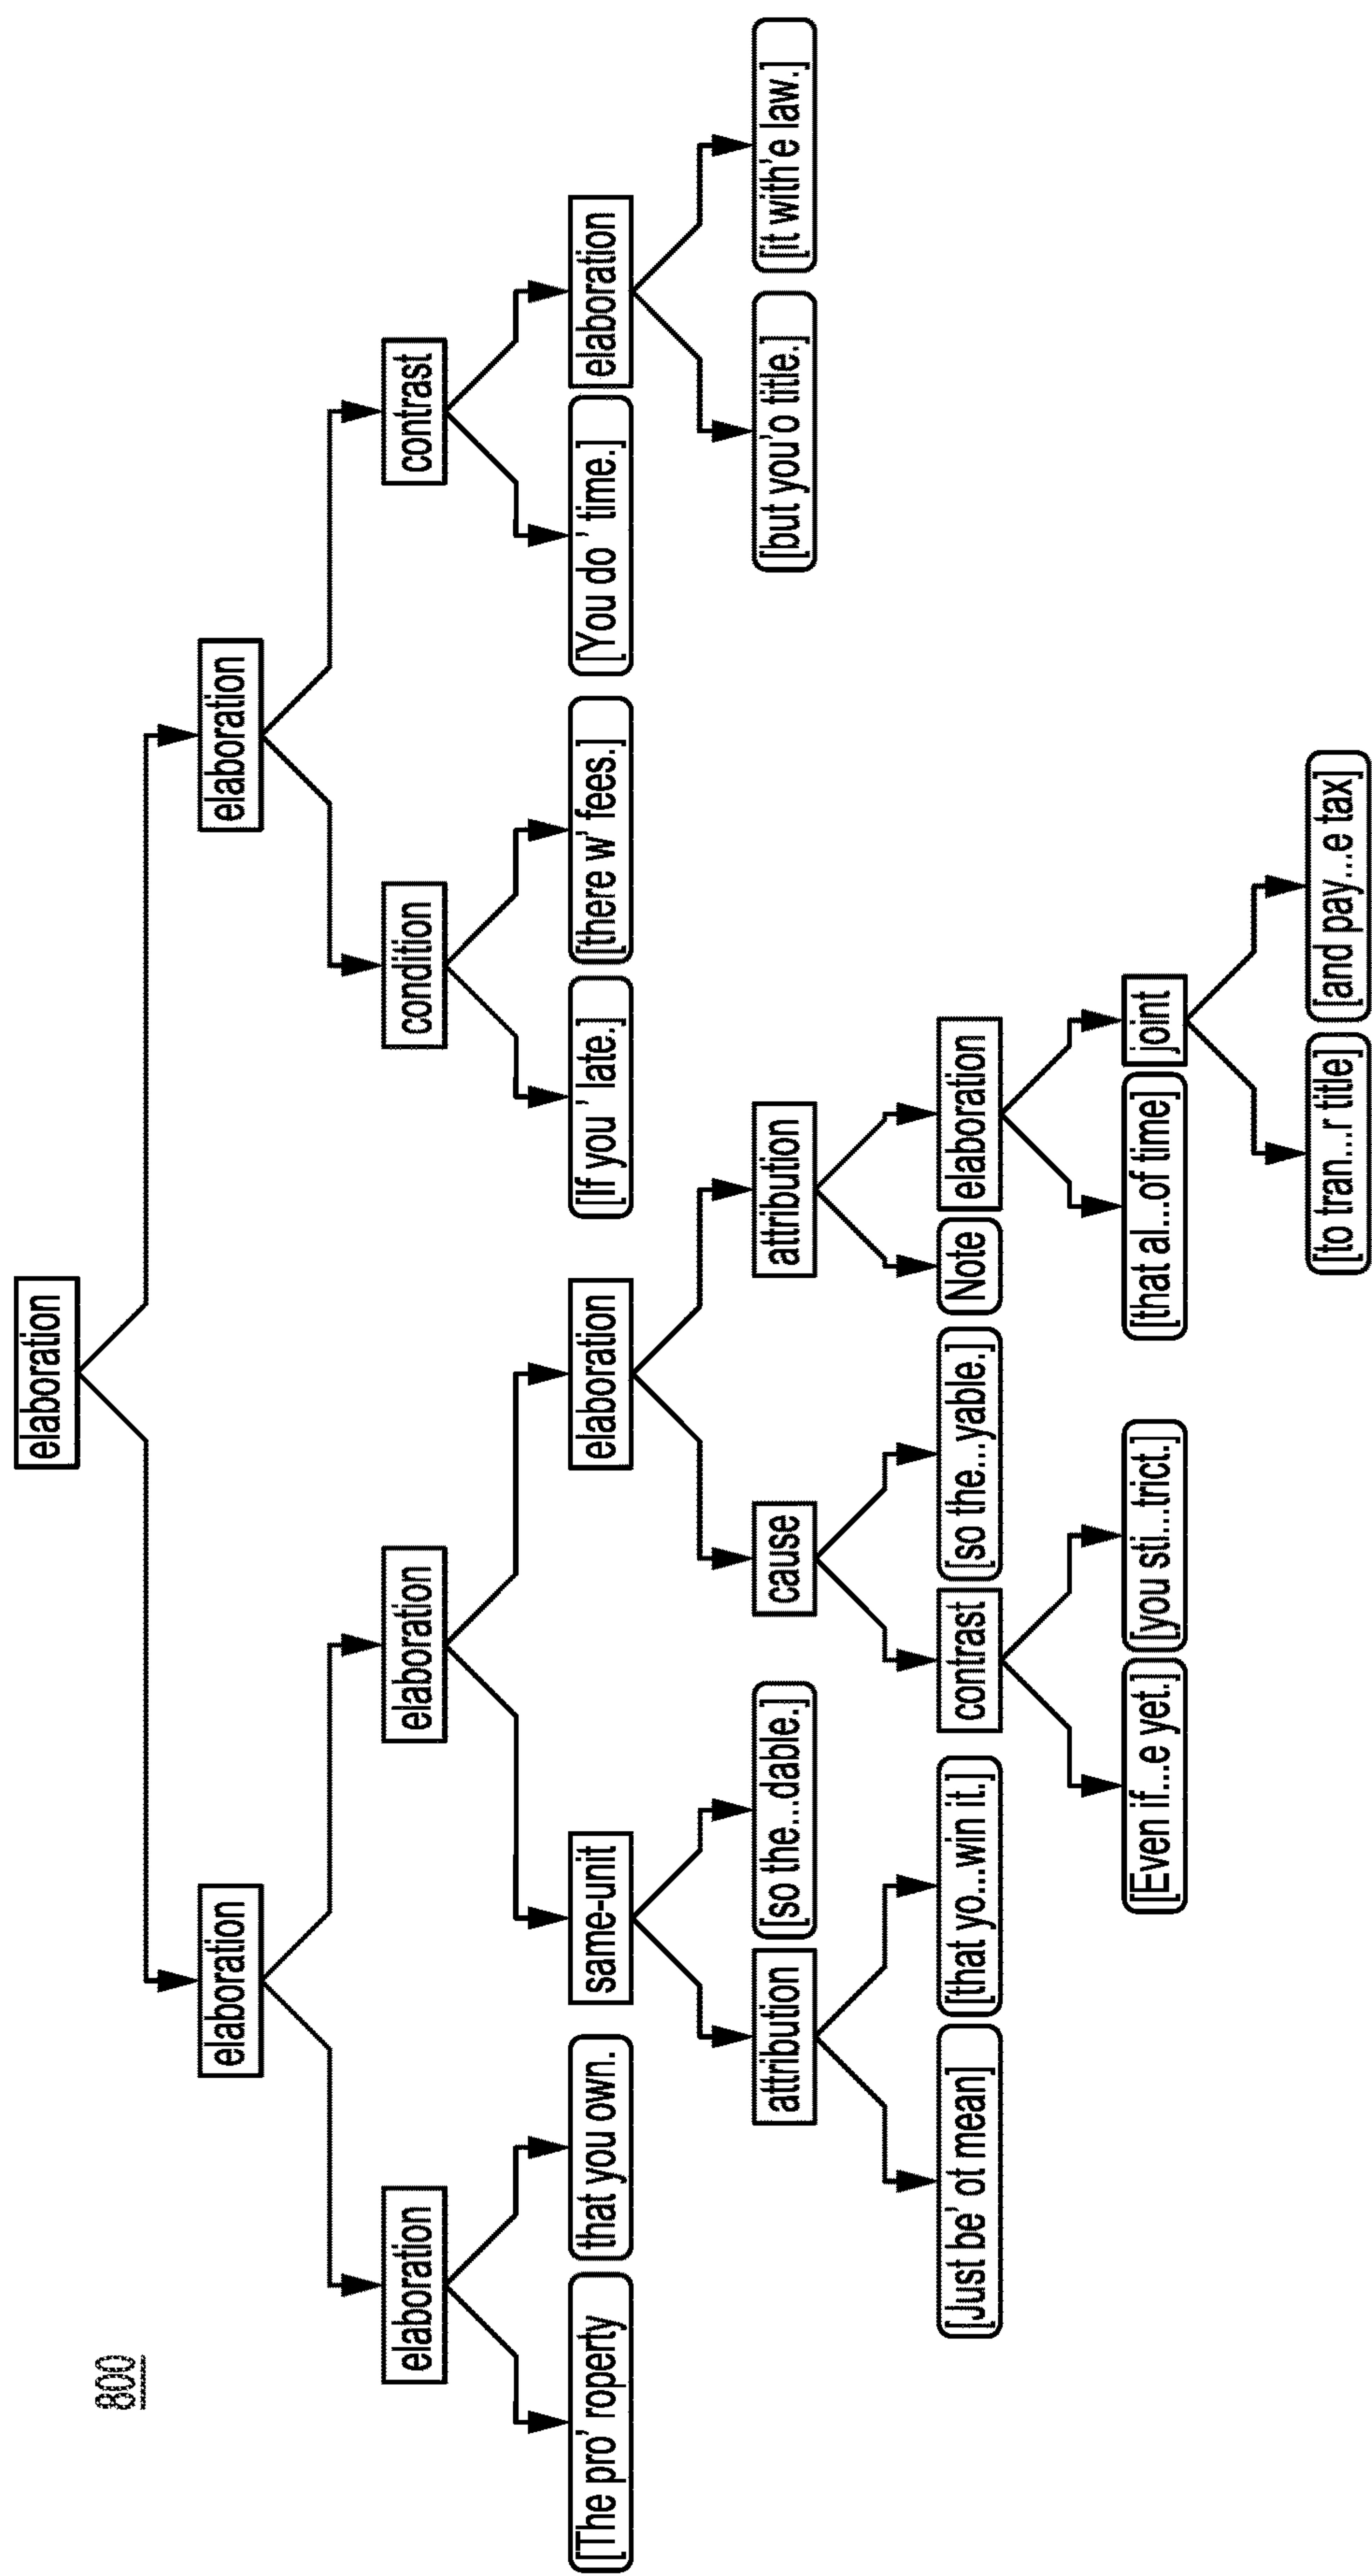 800
elaboration
elaboration
elaboration
elaboration
elaboration
condition
contrast
[The pro' roperty
that you own.
same-unit
elaboration
[If you ' late.]
[there w' fees.]
[You do ' time.]
elaboration
attribution
[so the...dable.]
cause
attribution
[but you'o title.]
[it with'e law.]
[Just be' ot mean]
[that yo...win it.]
contrast
[so the...yable.]
Note
elaboration
[Even if...e yet.]
[you sti...trict.]
[that al...of time]
joint
[to tran...r title]
[and pay...e tax]